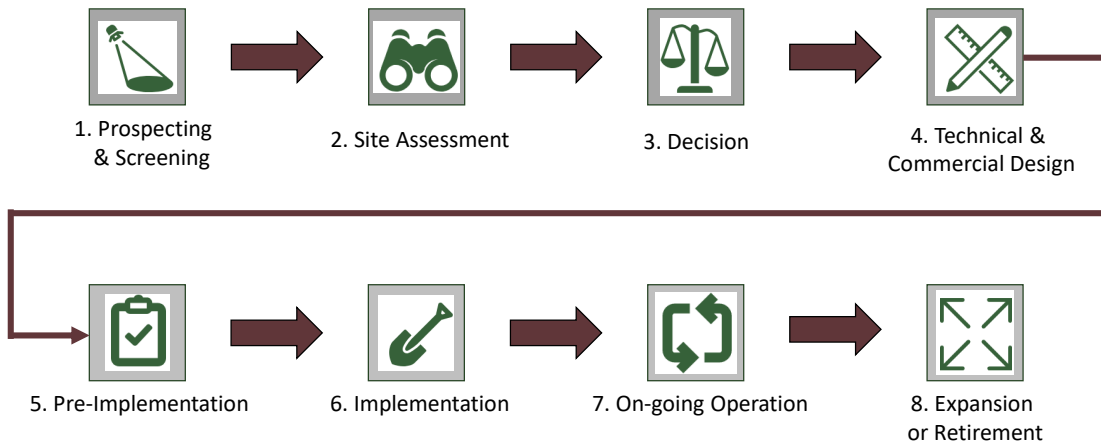 1. Prospecting
& Screening
2. Site Assessment
3. Decision
4. Technical &
Commercial Design
5. Pre-Implementation
6. Implementation
7. On-going Operation
8. Expansion
or Retirement